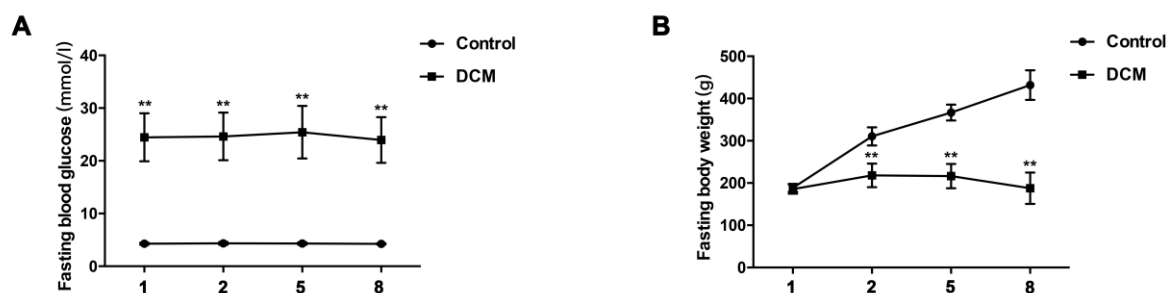 A
Control
DCM
Fasting blood glucose (mmol/l)
40
30
20
10
0
** ** ** **
1 2 5 8
B
Control
DCM
Fasting body weight (g)
500
400
300
200
100
0
** ** **
1 2 5 8